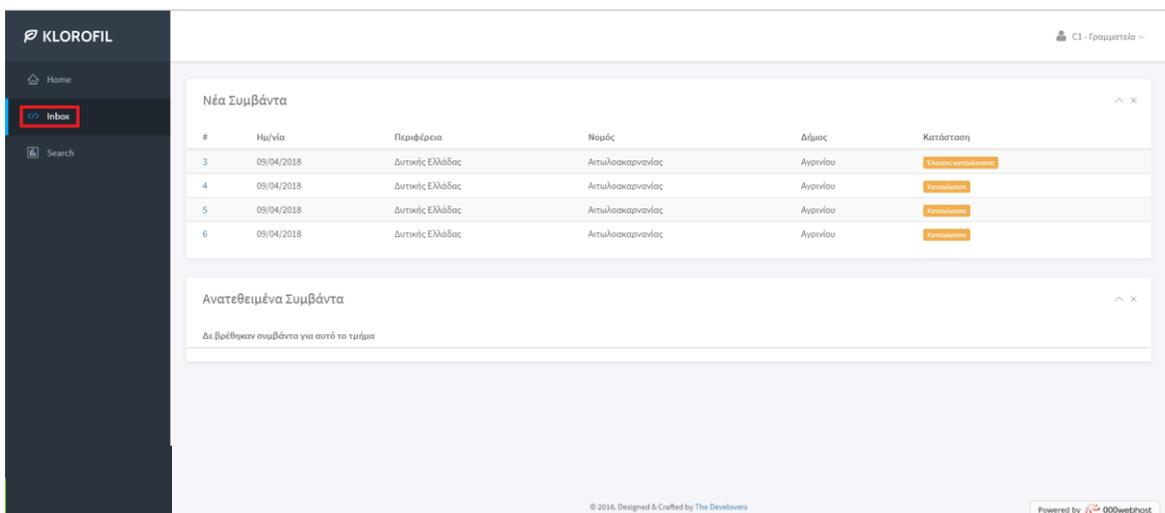 KLOROFIL
C1 - Γραμματεία
Home
Inbox
Search
Νέα Συμβάντα
# Ημ/νία Περιφέρεια Νομός Δήμος Κατάσταση
3 09/04/2018 Δυτικής Ελλάδας Αιτωλοακαρνανίας Αγρινίου Έλεγχος καταχώρησης
4 09/04/2018 Δυτικής Ελλάδας Αιτωλοακαρνανίας Αγρινίου Καταχώρηση
5 09/04/2018 Δυτικής Ελλάδας Αιτωλοακαρνανίας Αγρινίου Καταχώρηση
6 09/04/2018 Δυτικής Ελλάδας Αιτωλοακαρνανίας Αγρινίου Καταχώρηση
Ανατεθειμένα Συμβάντα
Δε βρέθηκαν συμβάντα για αυτό το τμήμα
© 2016. Designed & Crafted by The Develovers
Powered by 000webhost